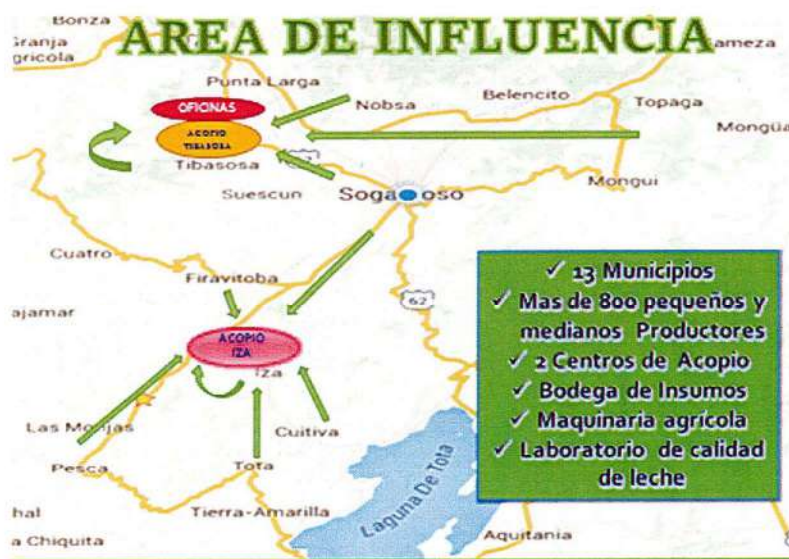 Bonza
AREA DE INFLUENCIA
Granja
grícola
ameza
Punta Larga
Nobsa
Belencito
Topaga
Mongüa
OFICINAS
ACOPIO
TIBASOSA
Tibasosa
62
Suescun
Sogamoso
Mongui
Cuatro
Firavitoba
62
ajamar
ACOPIO
IZA
Iza
✓ 13 Municipios
✓ Mas de 800 pequeños y
medianos Productores
✓ 2 Centros de Acopio
✓ Bodega de Insumos
✓ Maquinaria agrícola
✓ Laboratorio de calidad
de leche
Las Monjas
Cuitiva
Pesca
Tota
Laguna De Tota
hal
Tierra-Amarilla
a Chiquita
Aquitania